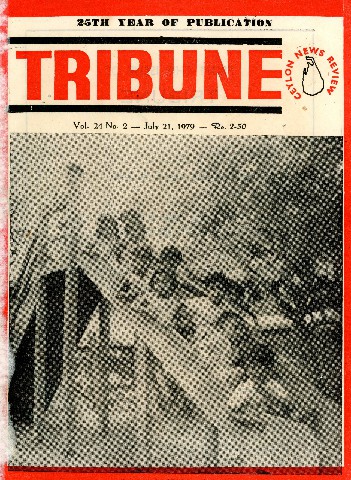 25TH YEAR OF PUBLICATION
TRIBUNE
CEYLON NEWS REVIEW
Vol. 24 No. 2 — July 21, 1979 — Rs. 2-50